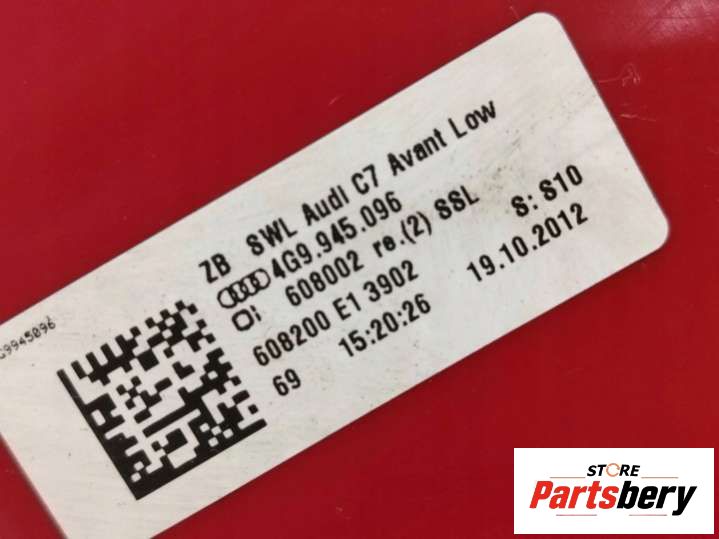 ZB SWL Audi C7 Avant Low
4G9.945.096
608002 re.(2) SSL
608200 E1 3902 S: S10
69 15:20:26 19.10.2012
G9945096
STORE
Partsbery